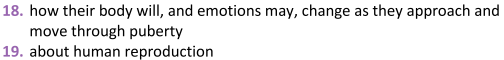 18. how their body will, and emotions may, change as they approach and
move through puberty
19. about human reproduction